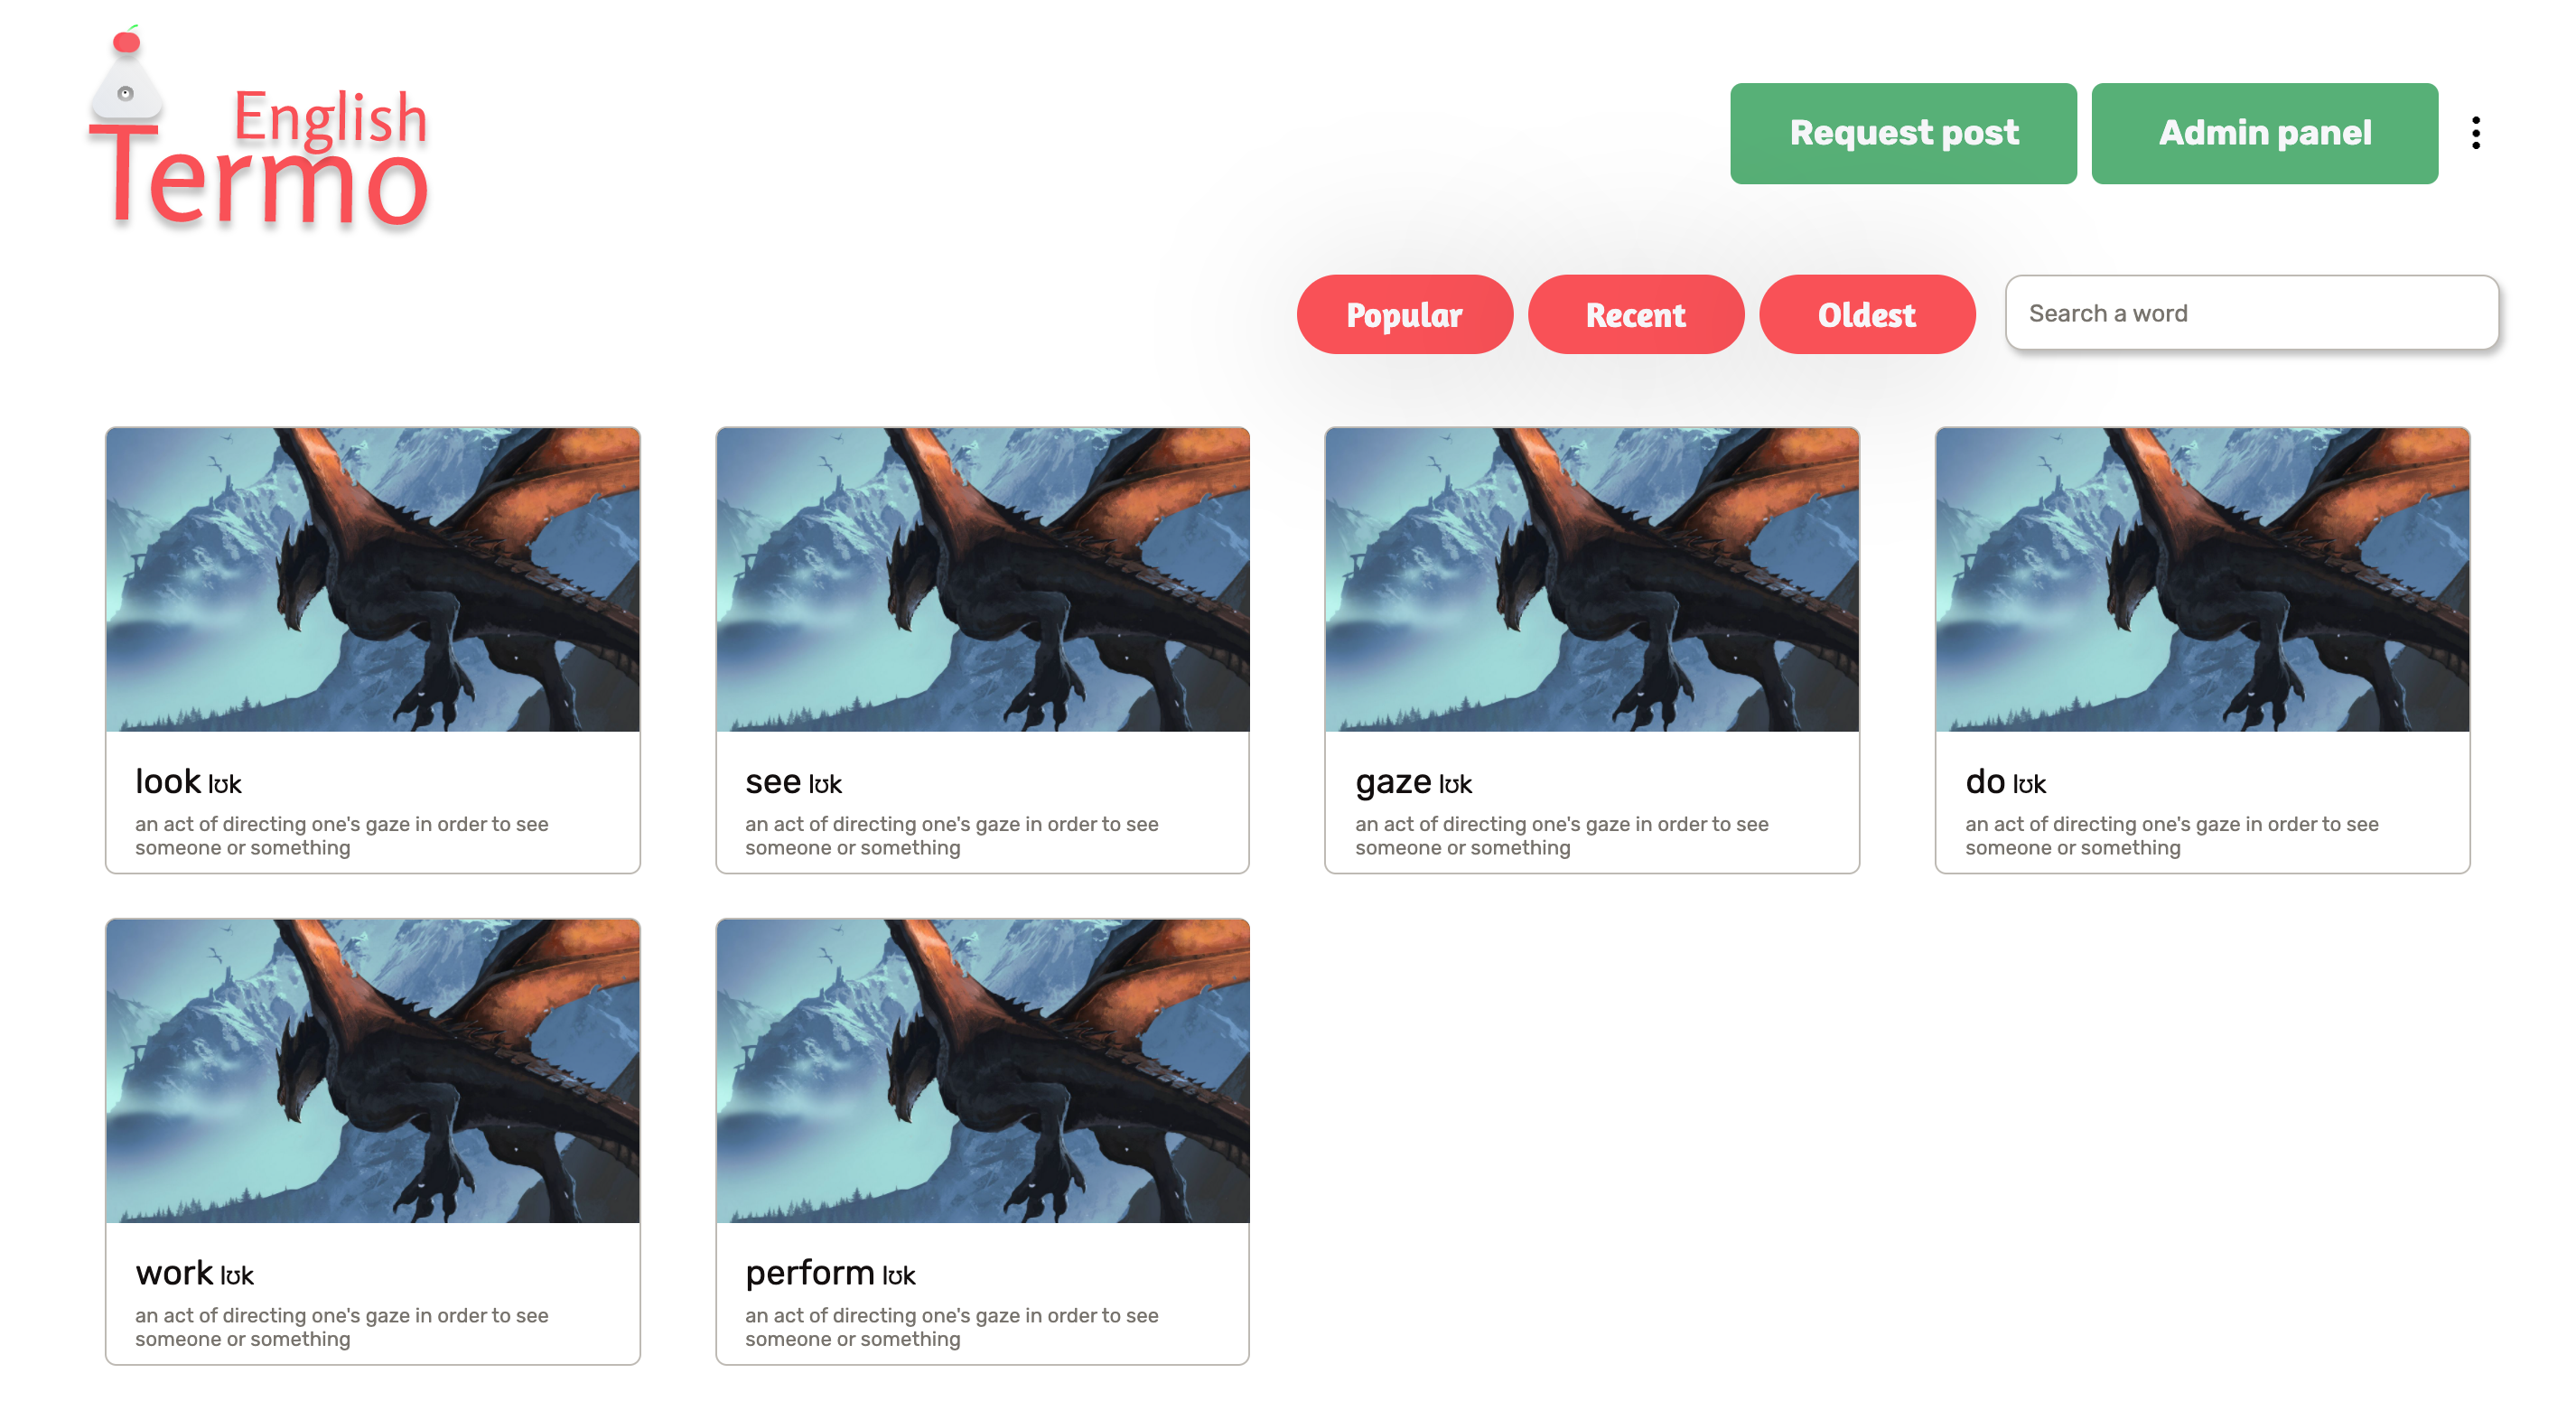 English
Termo
Request post
Admin panel
Popular
Recent
Oldest
Search a word
look lʊk
an act of directing one's gaze in order to see
someone or something
see lʊk
an act of directing one's gaze in order to see
someone or something
gaze lʊk
an act of directing one's gaze in order to see
someone or something
do lʊk
an act of directing one's gaze in order to see
someone or something
work lʊk
an act of directing one's gaze in order to see
someone or something
perform lʊk
an act of directing one's gaze in order to see
someone or something